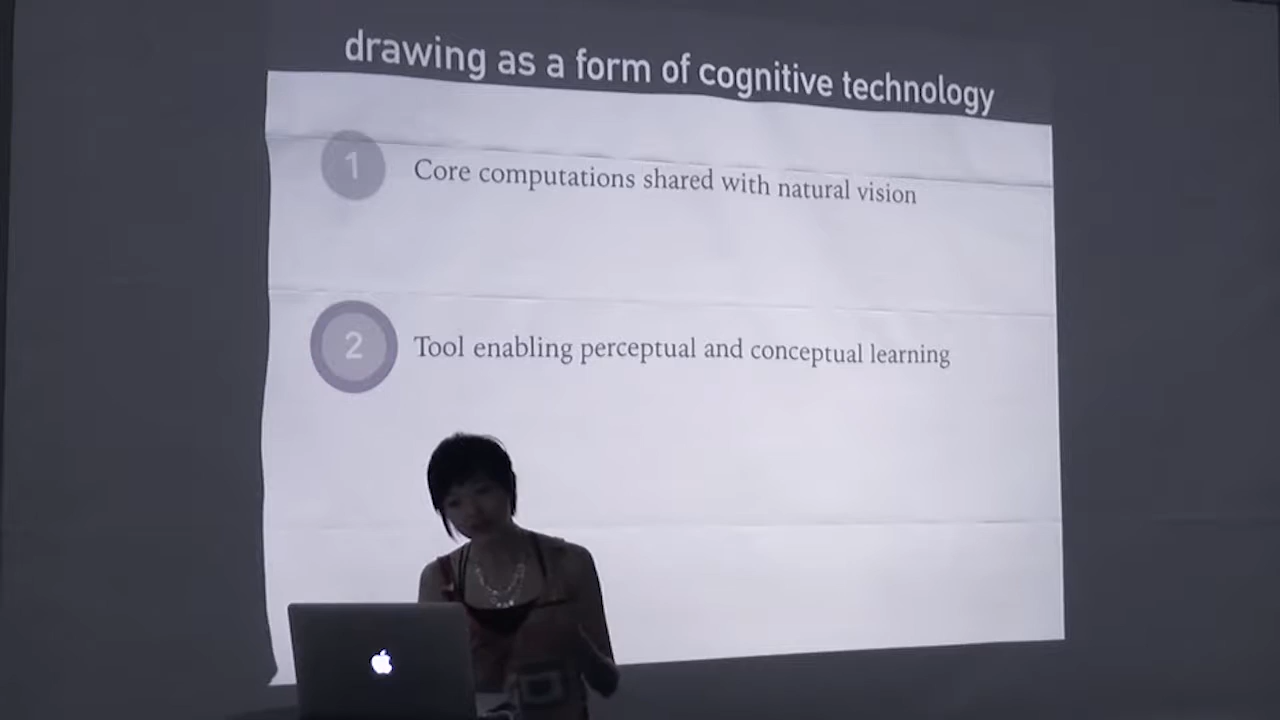 drawing as a form of cognitive technology
1
Core computations shared with natural vision
2
Tool enabling perceptual and conceptual learning